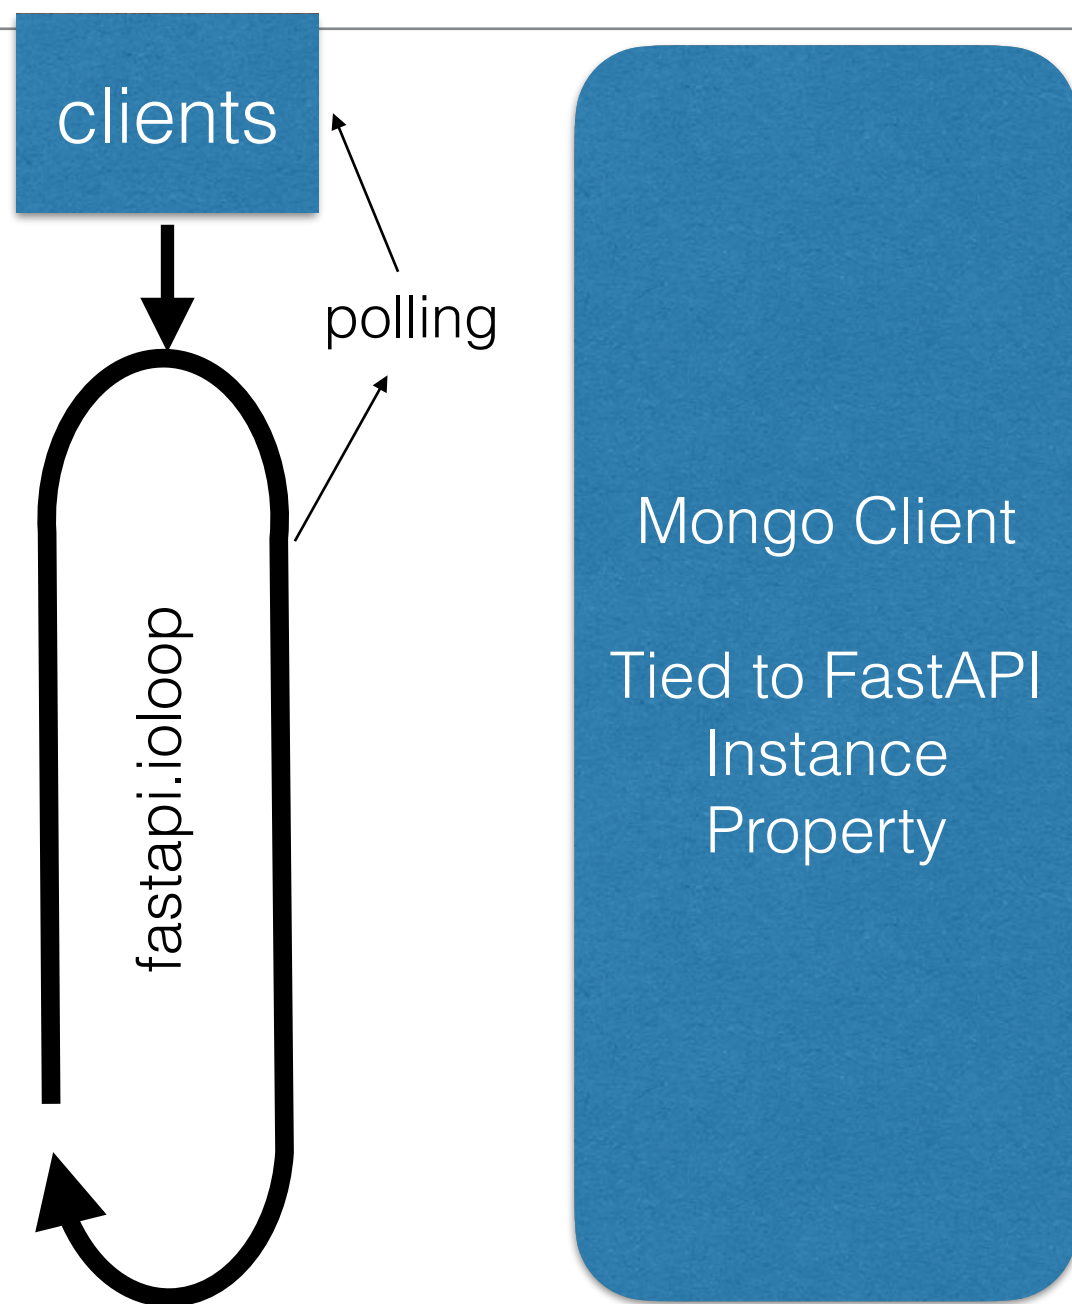 clients
polling
fastapi.ioloop
Mongo Client
Tied to FastAPI
Instance
Property